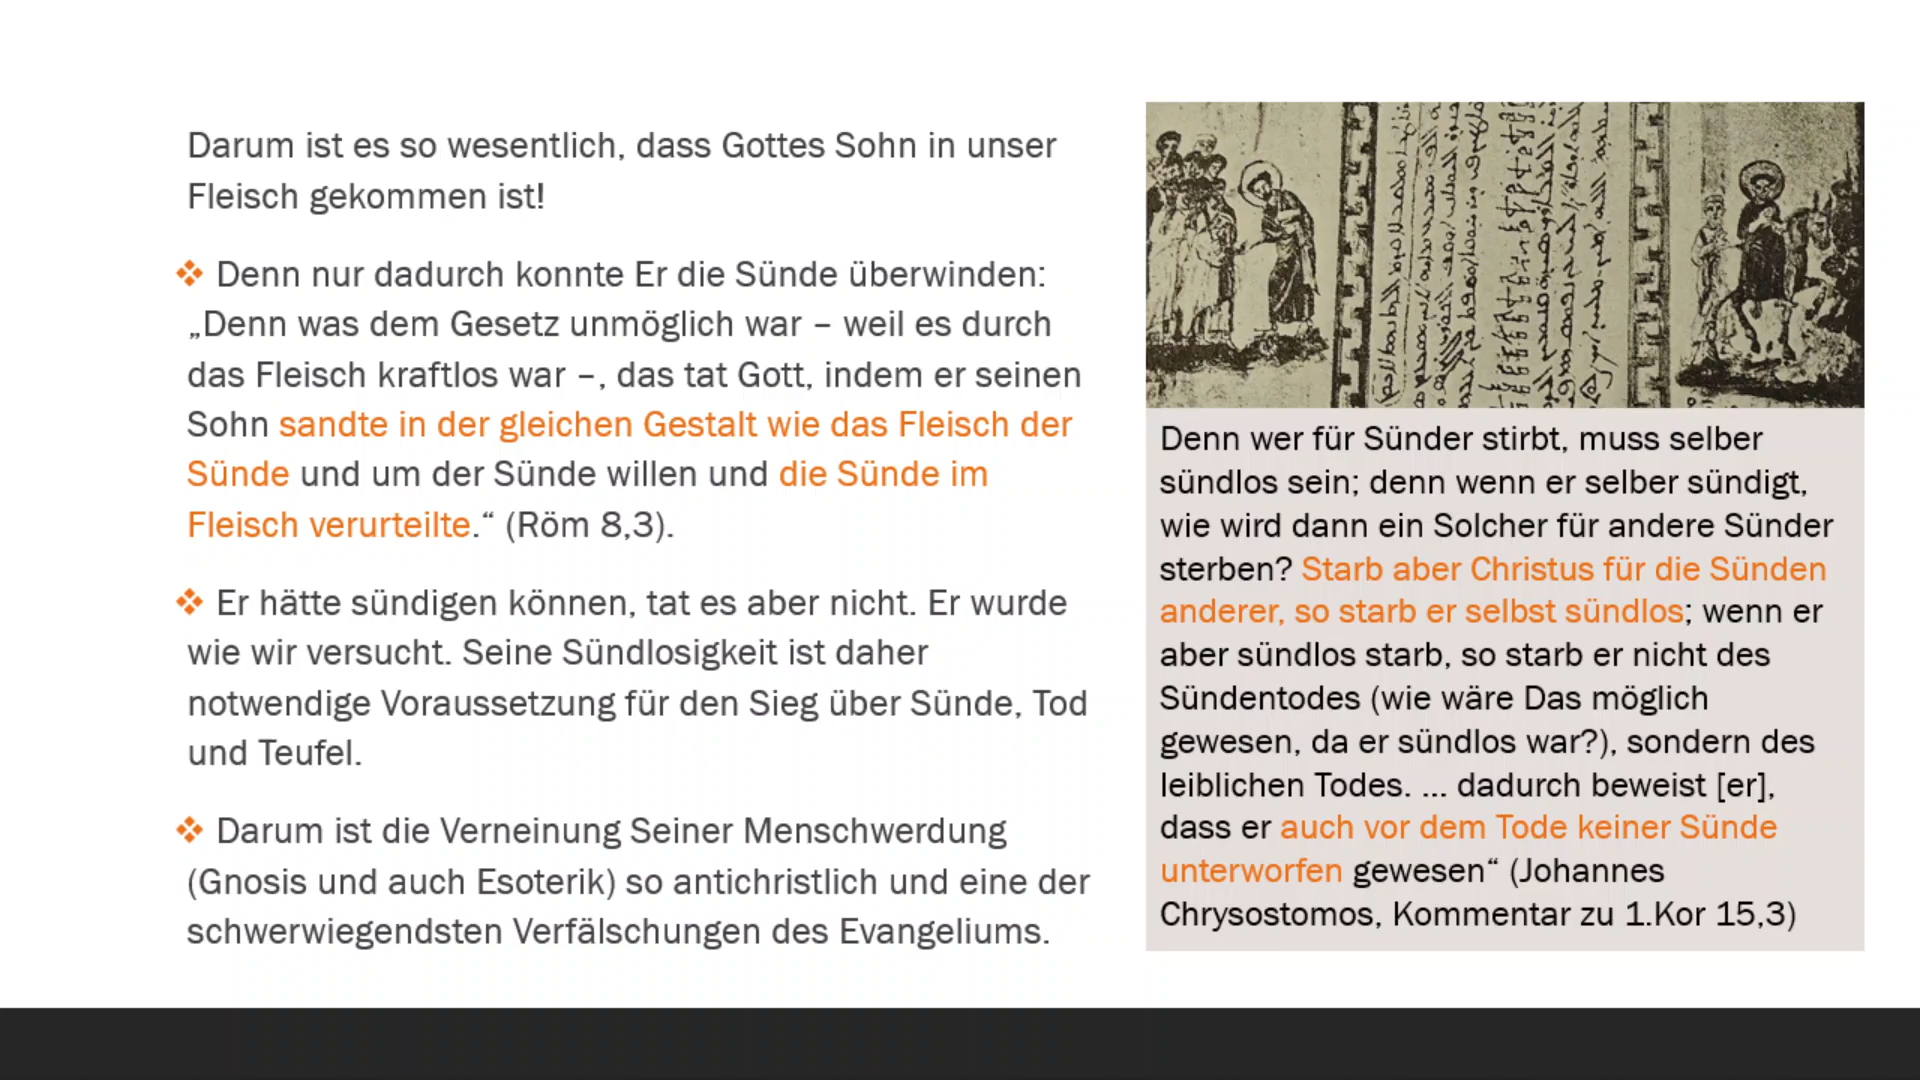 Darum ist es so wesentlich, dass Gottes Sohn in unser
Fleisch gekommen ist!
❖ Denn nur dadurch konnte Er die Sünde überwinden:
„Denn was dem Gesetz unmöglich war – weil es durch
das Fleisch kraftlos war –, das tat Gott, indem er seinen
Sohn sandte in der gleichen Gestalt wie das Fleisch der
Sünde und um der Sünde willen und die Sünde im
Fleisch verurteilte.“ (Röm 8,3).
❖ Er hätte sündigen können, tat es aber nicht. Er wurde
wie wir versucht. Seine Sündlosigkeit ist daher
notwendige Voraussetzung für den Sieg über Sünde, Tod
und Teufel.
❖ Darum ist die Verneinung Seiner Menschwerdung
(Gnosis und auch Esoterik) so antichristlich und eine der
schwerwiegendsten Verfälschungen des Evangeliums.
Denn wer für Sünder stirbt, muss selber
sündlos sein; denn wenn er selber sündigt,
wie wird dann ein Solcher für andere Sünder
sterben? Starb aber Christus für die Sünden
anderer, so starb er selbst sündlos; wenn er
aber sündlos starb, so starb er nicht des
Sündentodes (wie wäre Das möglich
gewesen, da er sündlos war?), sondern des
leiblichen Todes. ... dadurch beweist [er],
dass er auch vor dem Tode keiner Sünde
unterworfen gewesen“ (Johannes
Chrysostomos, Kommentar zu 1.Kor 15,3)